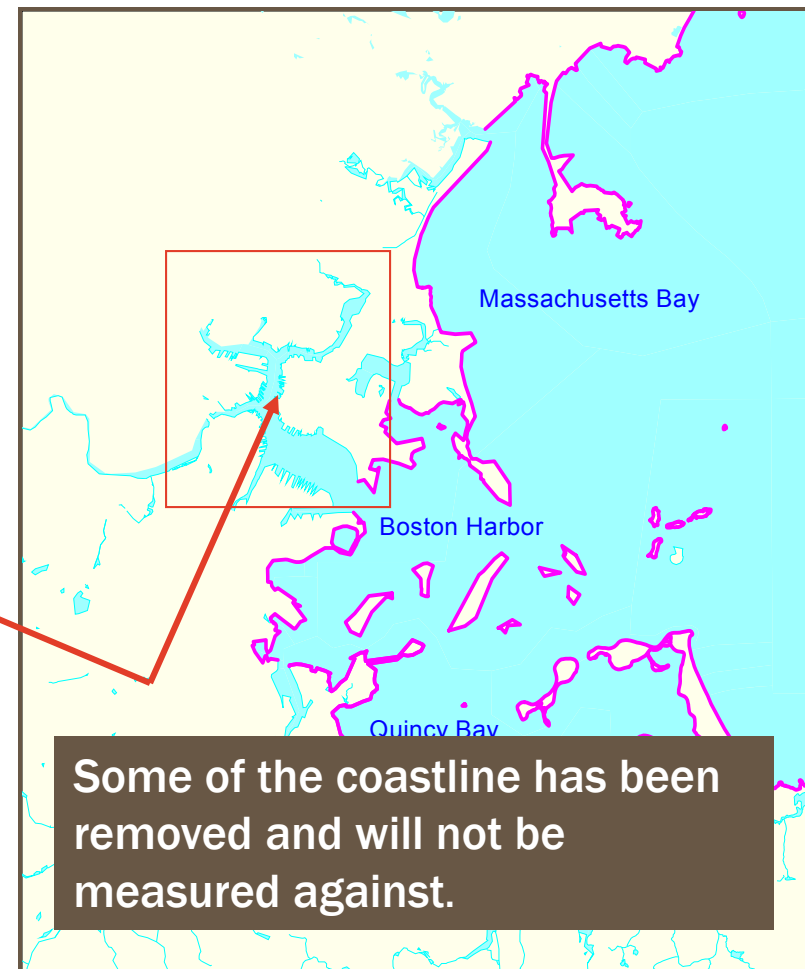 Massachusetts Bay
Boston Harbor
Quincy Bay
Some of the coastline has been
removed and will not be
measured against.